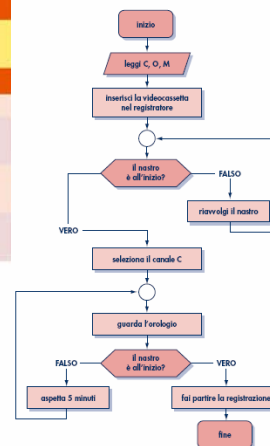 inizio
leggi C, O, M
inserisci la videocassetta
nel registratore
il nastro
è all'inizio?
FALSO
riavvolgi il nastro
VERO
seleziona il canale C
guarda l'orologio
il nastro
è all'inizio?
FALSO
VERO
aspetta 5 minuti
fai partire la registrazione
fine